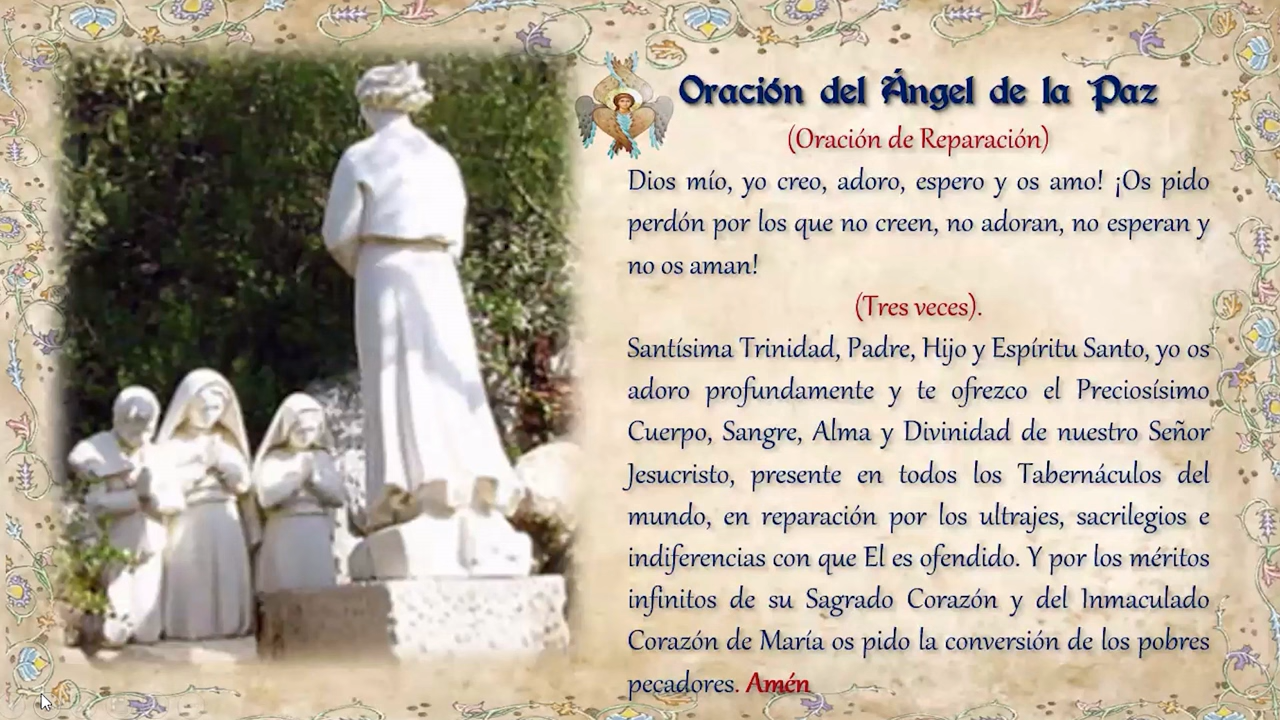 Oración del Ángel de la Paz
(Oración de Reparación)
Dios mío, yo creo, adoro, espero y os amo! ¡Os pido
perdón por los que no creen, no adoran, no esperan y
no os aman!
(Tres veces).
Santísima Trinidad, Padre, Hijo y Espíritu Santo, yo os
adoro profundamente y te ofrezco el Preciosísimo
Cuerpo, Sangre, Alma y Divinidad de nuestro Señor
Jesucristo, presente en todos los Tabernáculos del
mundo, en reparación por los ultrajes, sacrilegios e
indiferencias con que El es ofendido. Y por los méritos
infinitos de su Sagrado Corazón y del Inmaculado
Corazón de María os pido la conversión de los pobres
pecadores. Amén